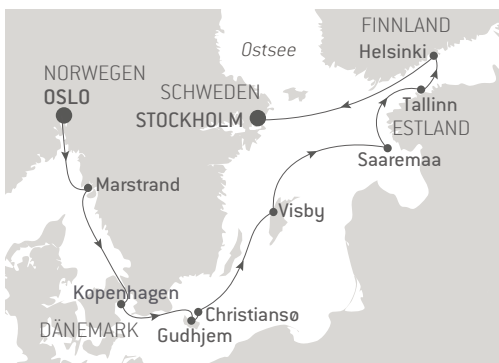 FINNLAND
Helsinki
Ostsee
NORWEGEN
OSLO
SCHWEDEN
STOCKHOLM
Tallinn
ESTLAND
Saaremaa
Marstrand
Visby
Kopenhagen
Christiansø
DÄNEMARK
Gudhjem